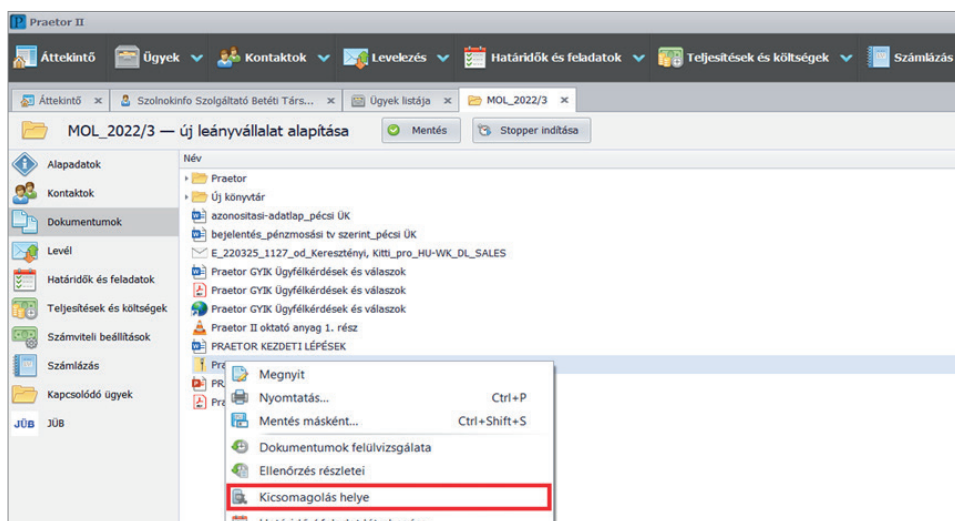 Praetor II
Áttekintő Ügyek Kontaktok Levelezés Határidők és feladatok Teljesítések és költségek Számlázás
Áttekintő × Szolnokinfo Szolgáltató Betéti Társ... × Ügyek listája × MOL_2022/3 ×
MOL_2022/3 — új leányvállalat alapítása Mentés Stopper indítása
Alapadatok
Kontaktok
Dokumentumok
Levél
Határidők és feladatok
Teljesítések és költségek
Számviteli beállítások
Számlázás
Kapcsolódó ügyek
JÜB JÜB
Név
Praetor
Új könyvtár
azonositasi-adatlap_pécsi ÜK
bejelentés_pénzmosási tv szerint_pécsi ÜK
E_220325_1127_od_Keresztényi, Kitti_pro_HU-WK_DL_SALES
Praetor GYIK Ügyfélkérdések és válaszok
Praetor GYIK Ügyfélkérdések és válaszok
Praetor GYIK Ügyfélkérdések és válaszok
Praetor II oktató anyag 1. rész
PRAETOR KEZDETI LÉPÉSEK
Pra
PR
Pra
Megnyit
Nyomtatás... Ctrl+P
Mentés másként... Ctrl+Shift+S
Dokumentumok felülvizsgálata
Ellenőrzés részletei
Kicsomagolás helye